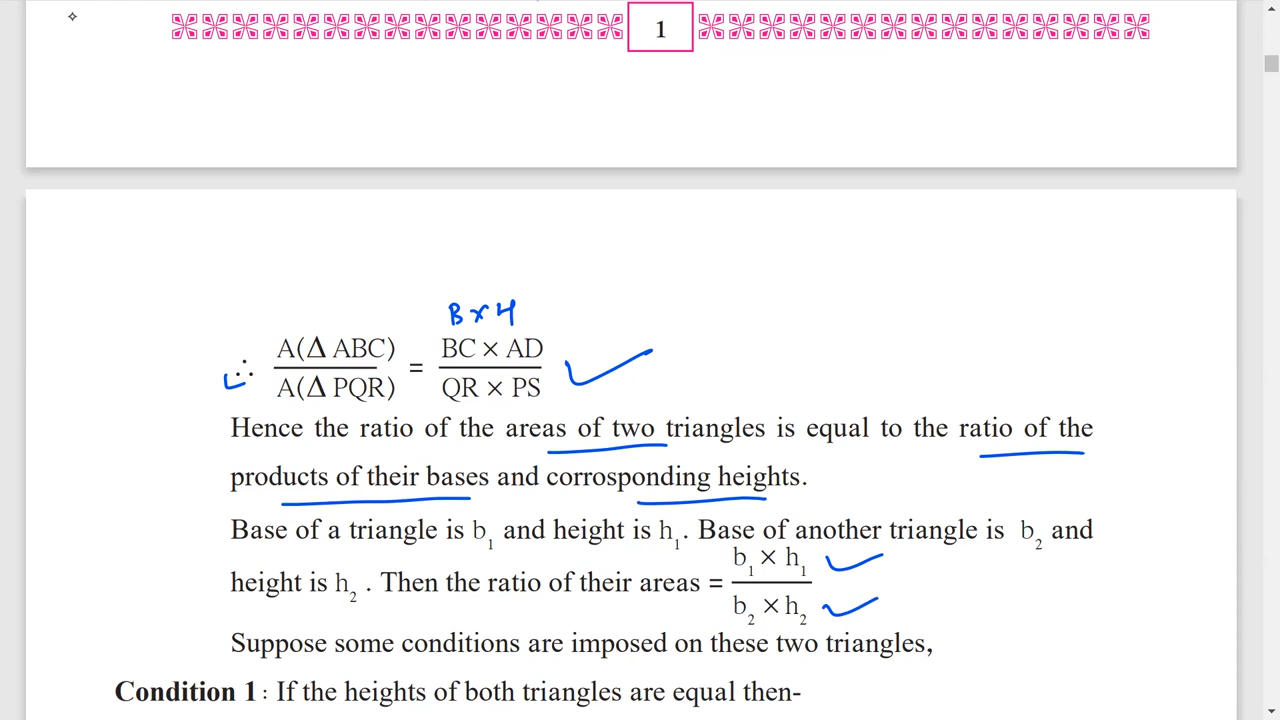 1
B × H
∴ A(Δ ABC) / A(Δ PQR) = BC × AD / QR × PS
Hence the ratio of the areas of two triangles is equal to the ratio of the
products of their bases and corrosponding heights.
Base of a triangle is b₁ and height is h₁. Base of another triangle is b₂ and
height is h₂ . Then the ratio of their areas = b₁ × h₁ / b₂ × h₂
Suppose some conditions are imposed on these two triangles,
Condition 1 : If the heights of both triangles are equal then-